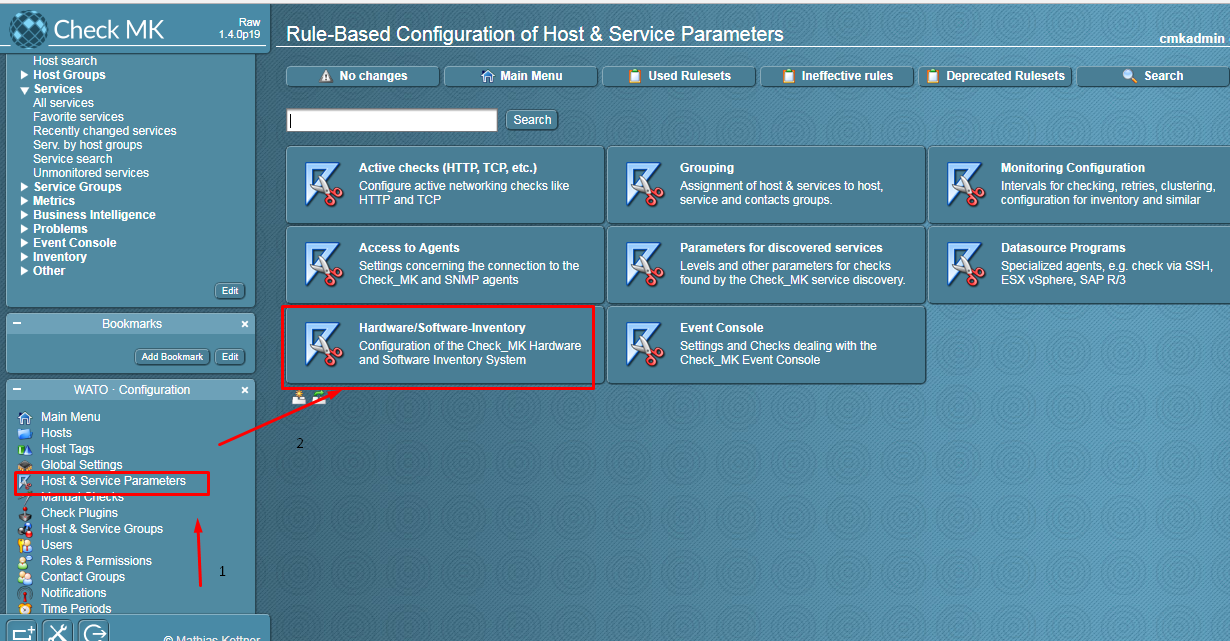 Check MK
Raw
1.4.0p19
Host search
Host Groups
Services
All services
Favorite services
Recently changed services
Serv. by host groups
Service search
Unmonitored services
Service Groups
Metrics
Business Intelligence
Problems
Event Console
Inventory
Other
Edit
Bookmarks
Add Bookmark
Edit
WATO · Configuration
Main Menu
Hosts
Host Tags
Global Settings
Host & Service Parameters
Manual Checks
Check Plugins
Host & Service Groups
Users
Roles & Permissions
Contact Groups
Notifications
Time Periods
1
© Mathias Kettner
Rule-Based Configuration of Host & Service Parameters
cmkadmin
No changes
Main Menu
Used Rulesets
Ineffective rules
Deprecated Rulesets
Search
Search
Active checks (HTTP, TCP, etc.)
Configure active networking checks like
HTTP and TCP
Grouping
Assignment of host & services to host,
service and contacts groups.
Monitoring Configuration
Intervals for checking, retries, clustering,
configuration for inventory and similar
Access to Agents
Settings concerning the connection to the
Check_MK and SNMP agents
Parameters for discovered services
Levels and other parameters for checks
found by the Check_MK service discovery.
Datasource Programs
Specialized agents, e.g. check via SSH,
ESX vSphere, SAP R/3
Hardware/Software-Inventory
Configuration of the Check_MK Hardware
and Software Inventory System
Event Console
Settings and Checks dealing with the
Check_MK Event Console
2